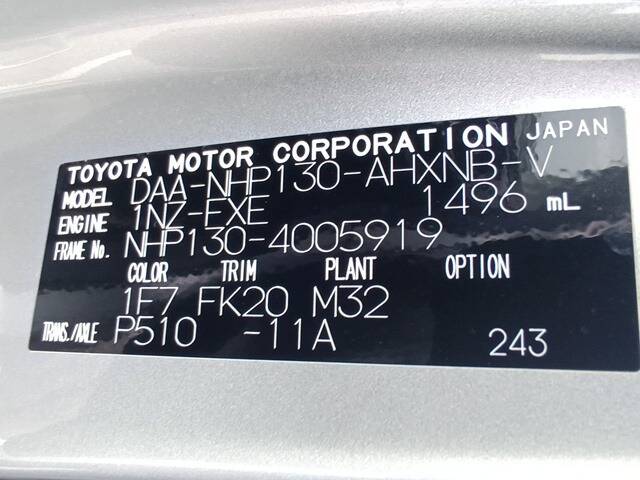 TOYOTA MOTOR CORPORATION JAPAN
MODEL DAA-NHP130-AHXNB-V
ENGINE 1NZ-EXE 1496 mL
FRAME No. NHP130-4005919
COLOR TRIM PLANT OPTION
1F7 FK20 M32
TRANS./AXLE P510 -11A 243